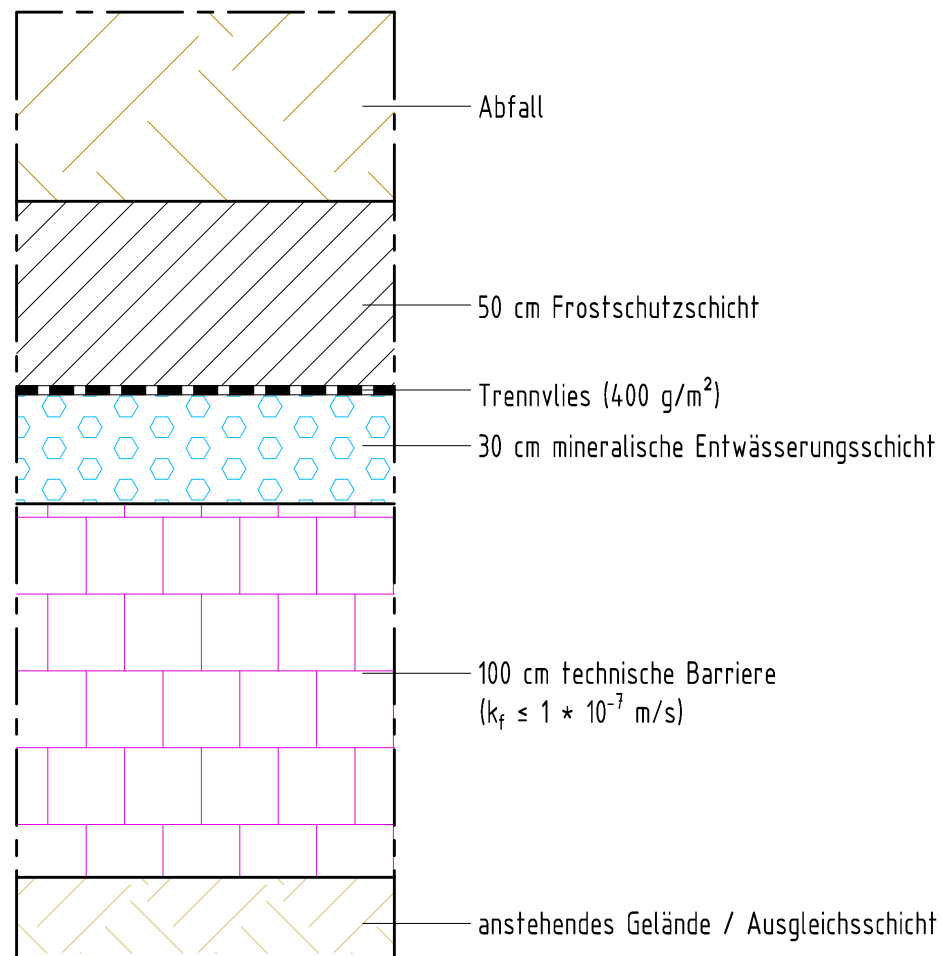 Abfall
50 cm Frostschutzschicht
Trennvlies (400 g/m²)
30 cm mineralische Entwässerungsschicht
100 cm technische Barriere
(k_f ≤ 1 * 10⁻⁷ m/s)
anstehendes Gelände / Ausgleichsschicht